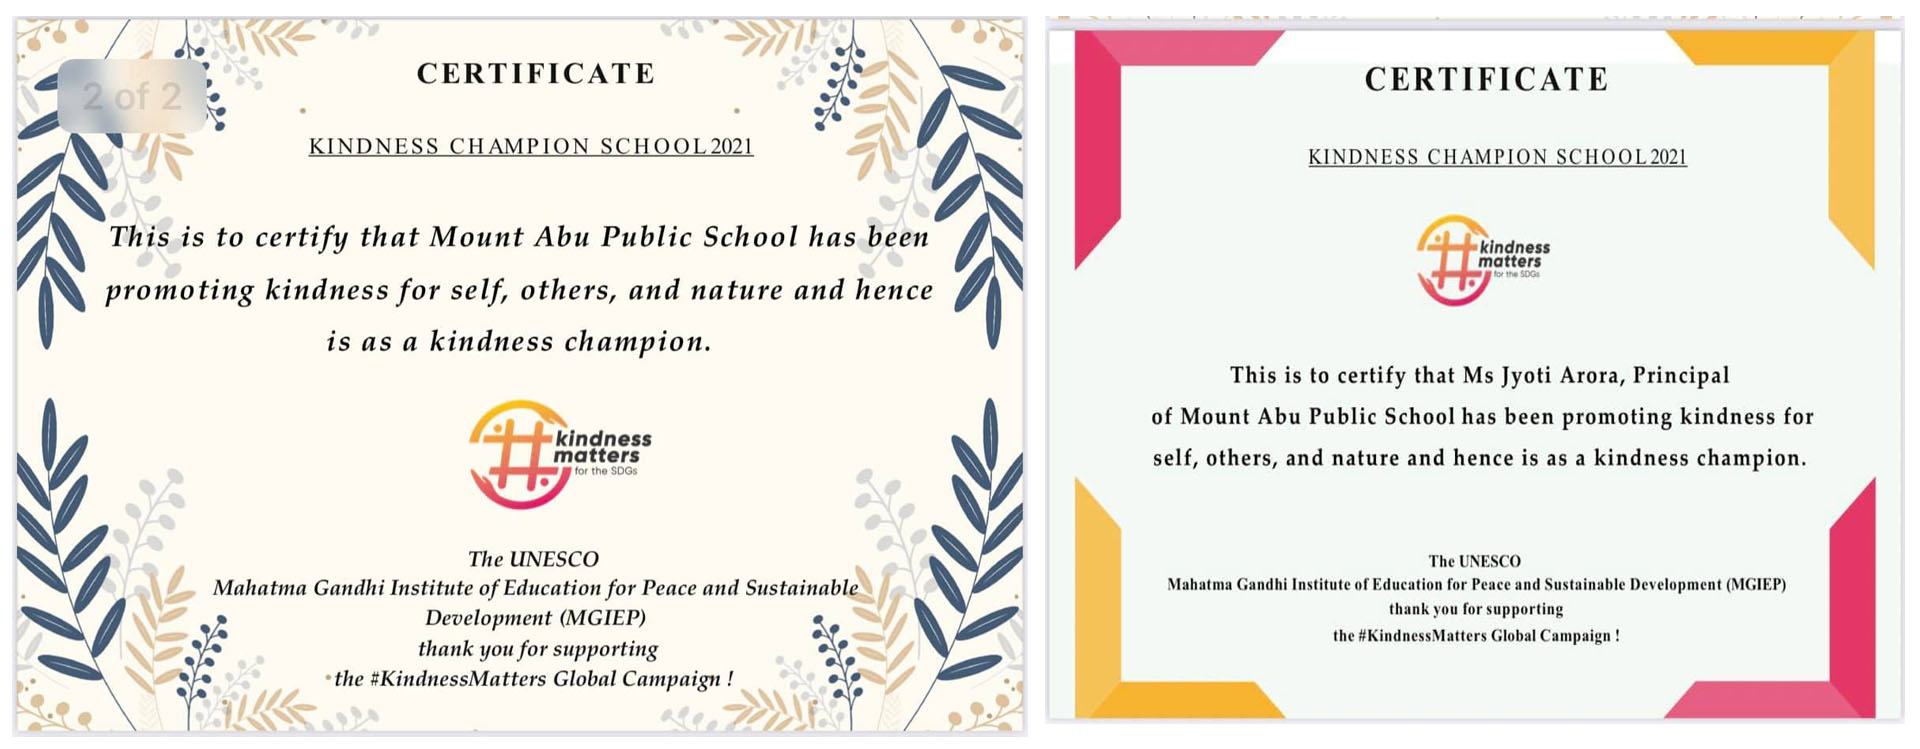 2 of 2
CERTIFICATE
KINDNESS CHAMPION SCHOOL 2021
This is to certify that Mount Abu Public School has been
promoting kindness for self, others, and nature and hence
is as a kindness champion.
kindness
matters
for the SDGs
The UNESCO
Mahatma Gandhi Institute of Education for Peace and Sustainable
Development (MGIEP)
thank you for supporting
the #KindnessMatters Global Campaign !
CERTIFICATE
KINDNESS CHAMPION SCHOOL 2021
kindness
matters
for the SDGs
This is to certify that Ms Jyoti Arora, Principal
of Mount Abu Public School has been promoting kindness for
self, others, and nature and hence is as a kindness champion.
The UNESCO
Mahatma Gandhi Institute of Education for Peace and Sustainable Development (MGIEP)
thank you for supporting
the #KindnessMatters Global Campaign !